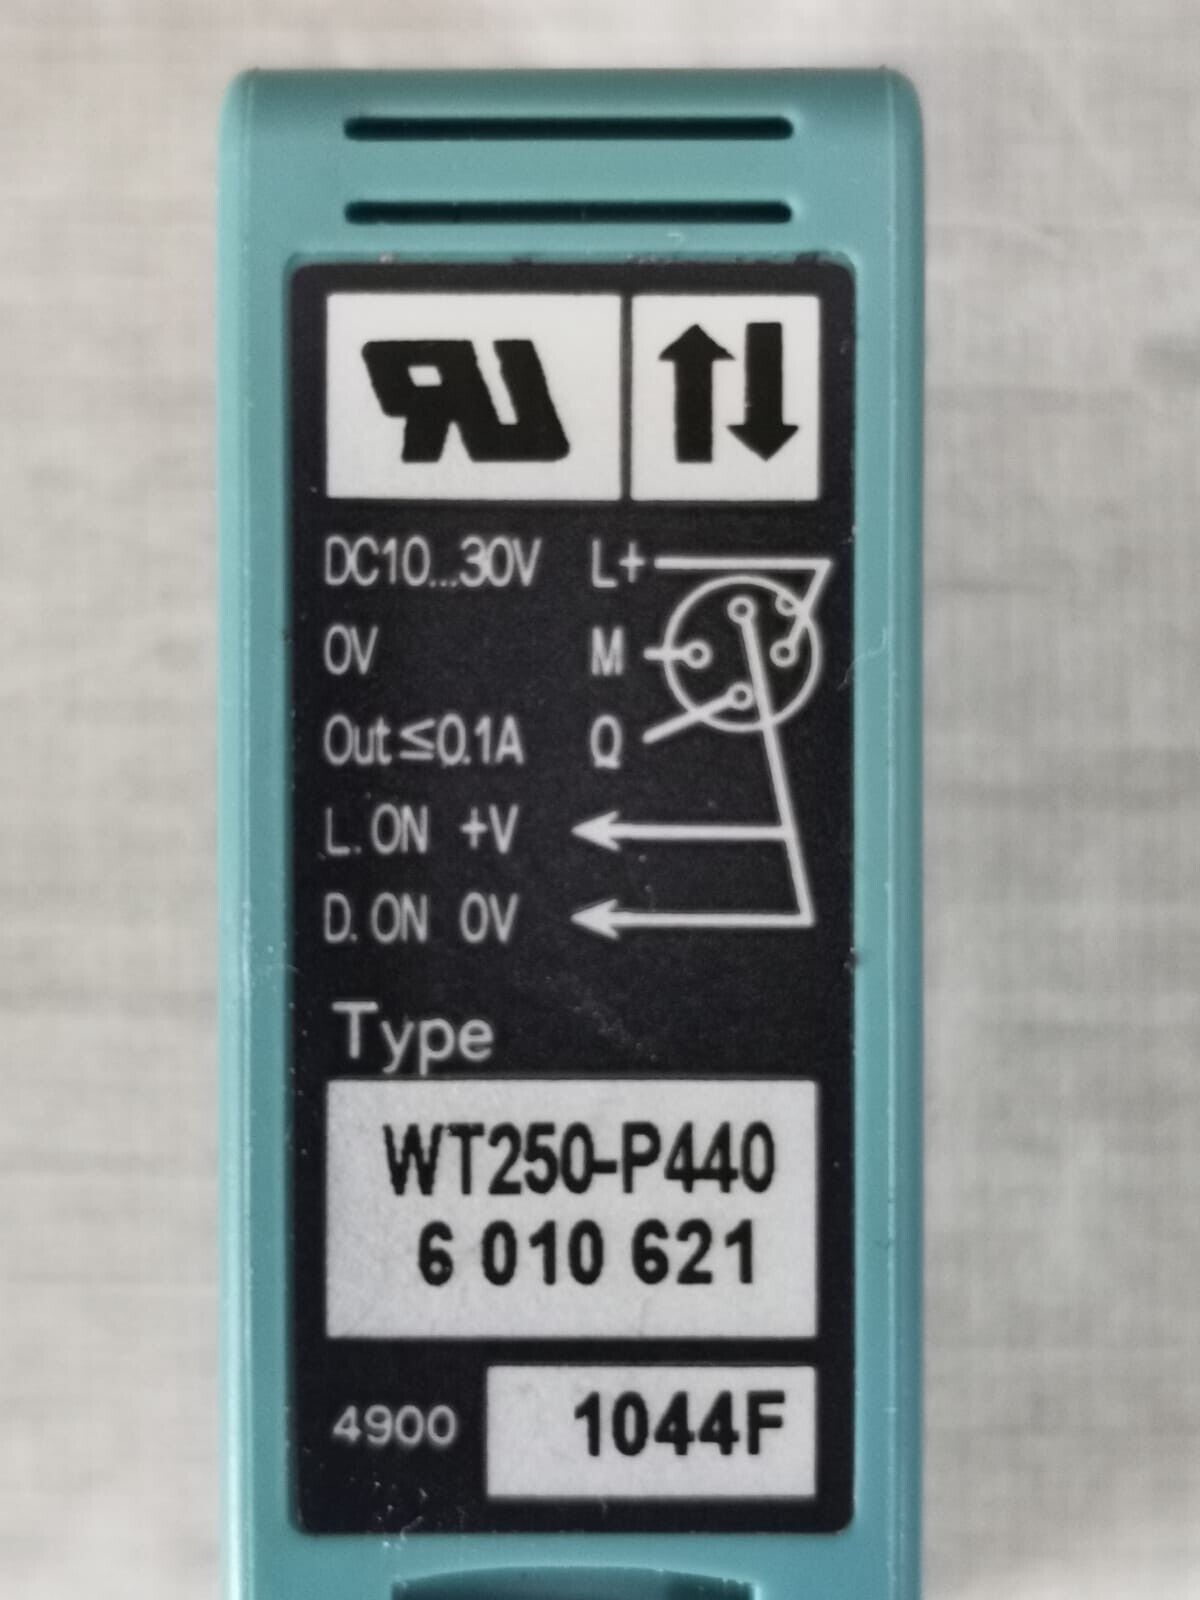 DC10...30V L+
0V M
Out≤0.1A Q
L.ON +V
D.ON 0V
Type
WT250-P440
6 010 621
4900 1044F